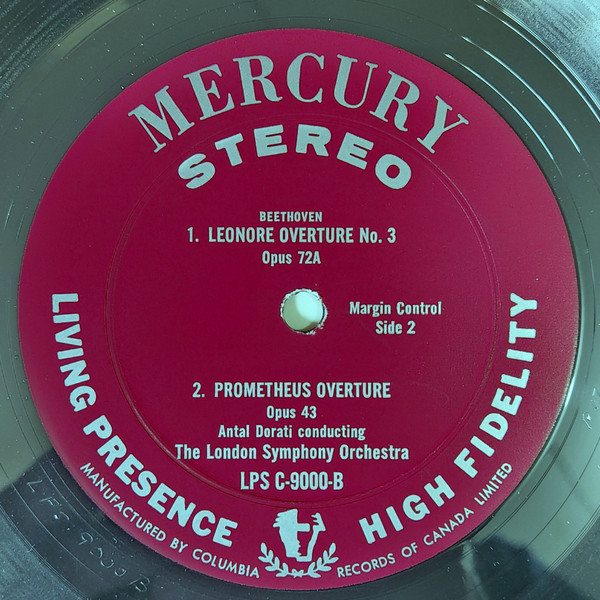 MERCURY
STEREO
BEETHOVEN
1. LEONORE OVERTURE No. 3
Opus 72A
Margin Control
Side 2
2. PROMETHEUS OVERTURE
Opus 43
Antal Dorati conducting
The London Symphony Orchestra
LPS C-9000-B
LIVING PRESENCE
HIGH FIDELITY
MANUFACTURED BY COLUMBIA RECORDS OF CANADA LIMITED